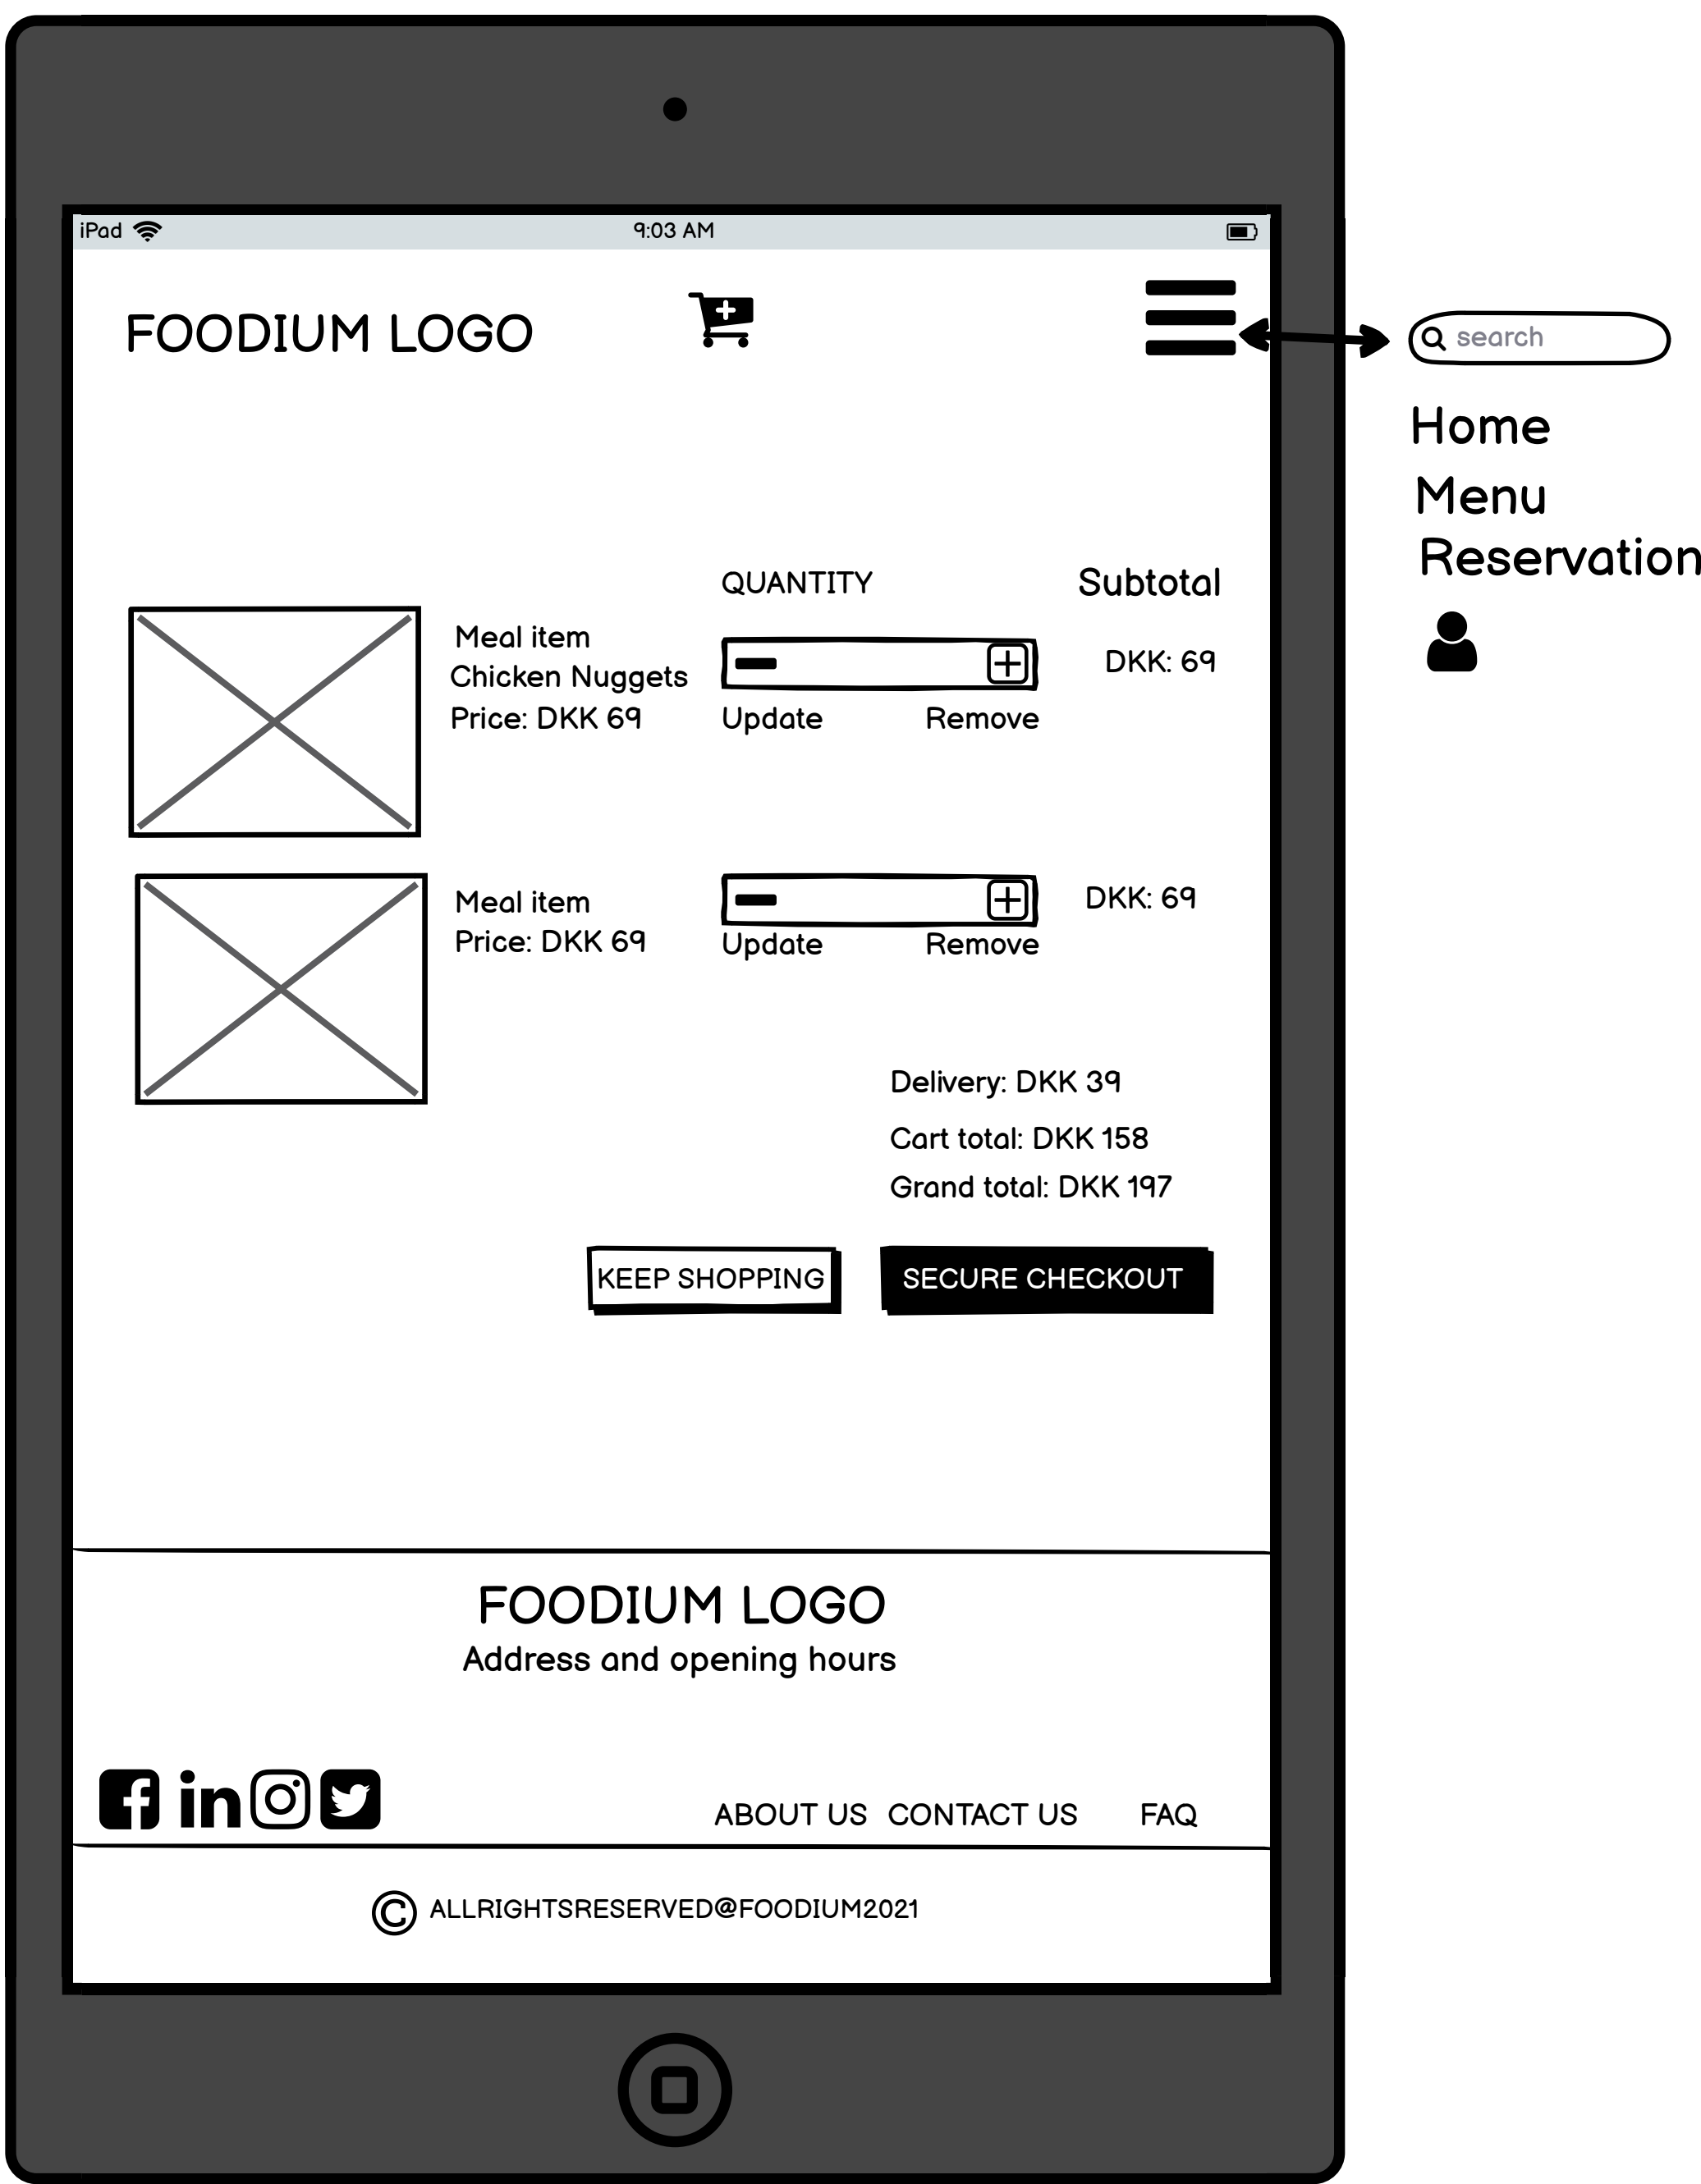 iPad 9:03 AM
FOODIUM LOGO
search
Home
Menu
Reservation
QUANTITY Subtotal
Meal item
Chicken Nuggets
Price: DKK 69
Update Remove
DKK: 69
Meal item
Price: DKK 69
Update Remove
DKK: 69
Delivery: DKK 39
Cart total: DKK 158
Grand total: DKK 197
KEEP SHOPPING SECURE CHECKOUT
FOODIUM LOGO
Address and opening hours
in
ABOUT US CONTACT US FAQ
© ALLRIGHTSRESERVED@FOODIUM2021